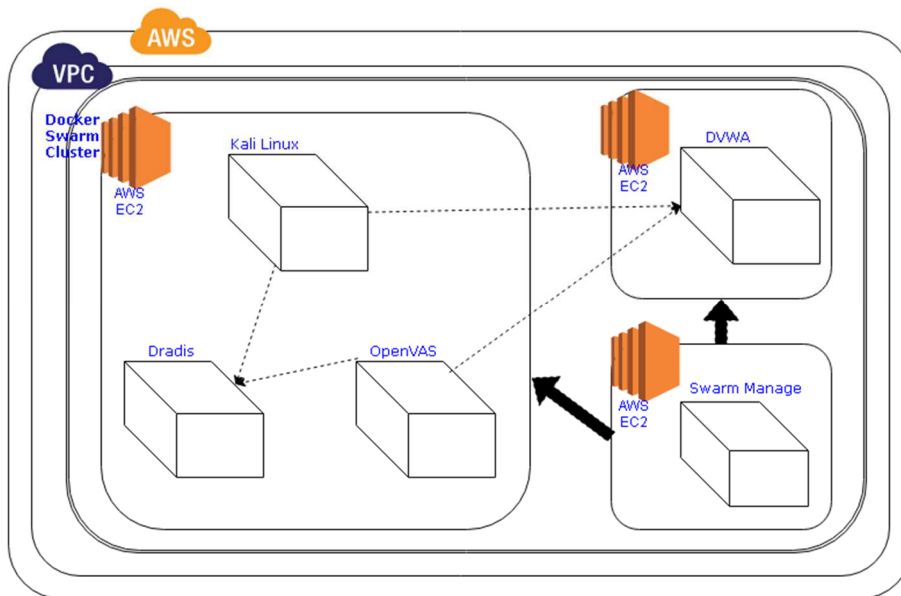 AWS
VPC
Docker
Swarm
Cluster
AWS
EC2
Kali Linux
AWS
EC2
DVWA
Dradis
OpenVAS
AWS
EC2
Swarm Manage